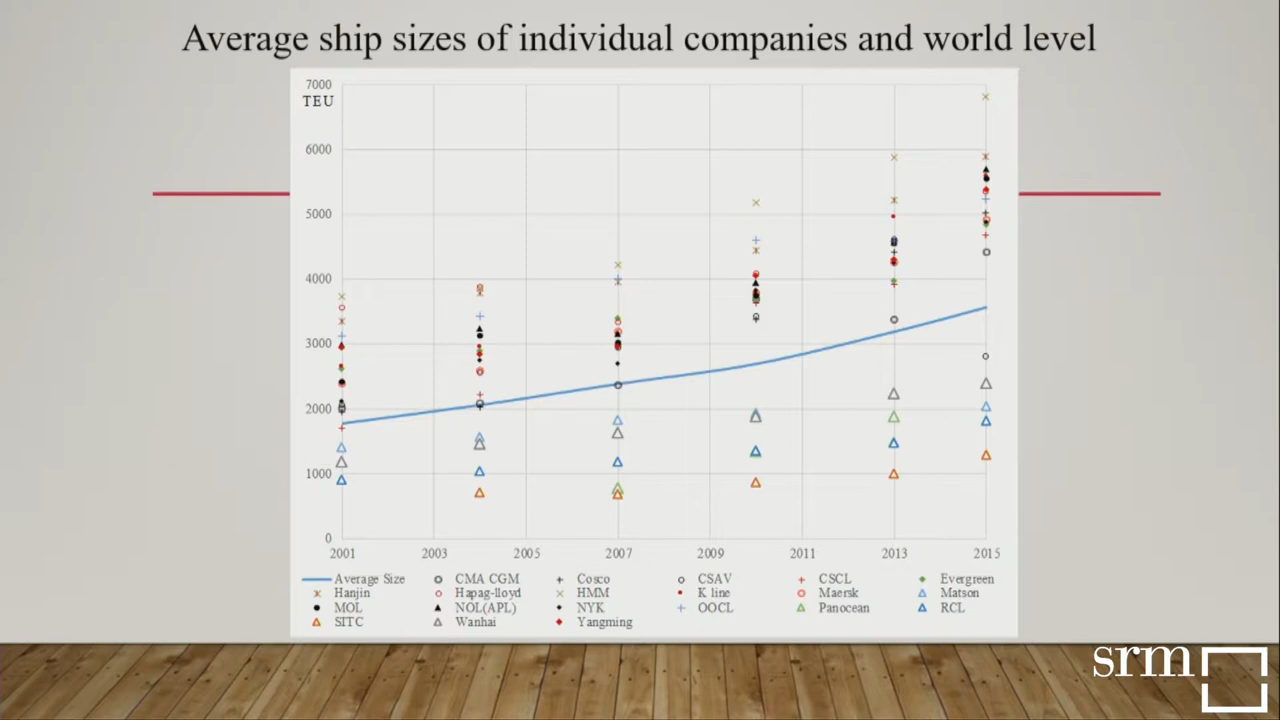 Average ship sizes of individual companies and world level
7000
TEU
6000
5000
4000
3000
2000
1000
0
2001 2003 2005 2007 2009 2011 2013 2015
Average Size CMA CGM Cosco CSAV CSCL Evergreen
Hanjin Hapag-lloyd HMM K line Maersk Matson
MOL NOL(APL) NYK OOCL Panocean RCL
SITC Wanhai Yangming
srm